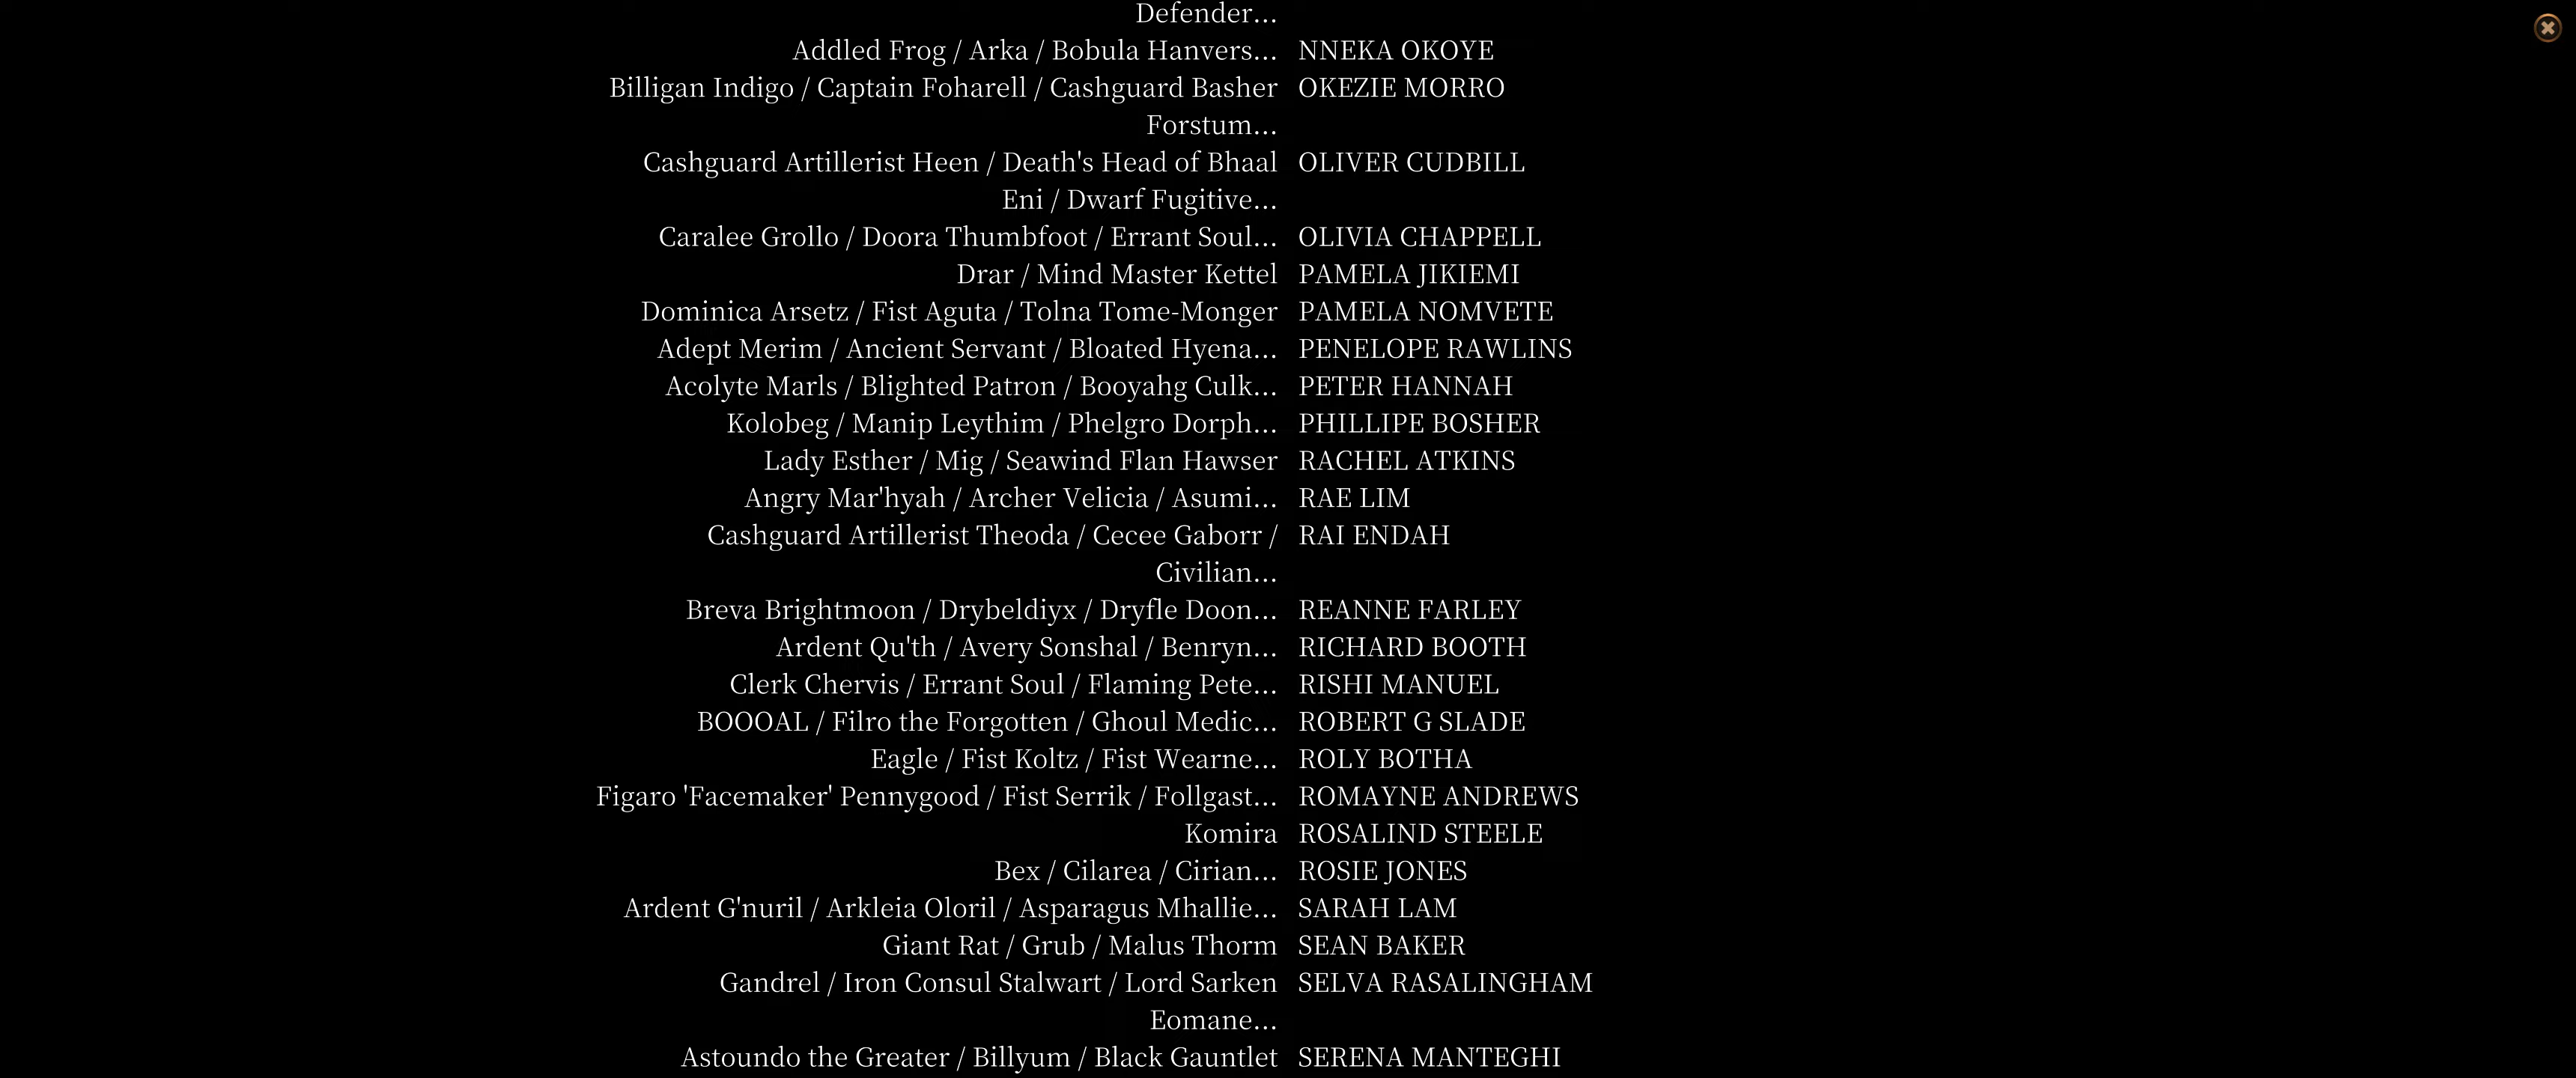 Defender...
Addled Frog / Arka / Bobula Hanvers... NNEKA OKOYE
Billigan Indigo / Captain Foharell / Cashguard Basher OKEZIE MORRO
Forstum...
Cashguard Artillerist Heen / Death's Head of Bhaal OLIVER CUDBILL
Eni / Dwarf Fugitive...
Caralee Grollo / Doora Thumbfoot / Errant Soul... OLIVIA CHAPPELL
Drar / Mind Master Kettel PAMELA JIKIEMI
Dominica Arsetz / Fist Aguta / Tolna Tome-Monger PAMELA NOMVETE
Adept Merim / Ancient Servant / Bloated Hyena... PENELOPE RAWLINS
Acolyte Marls / Blighted Patron / Booyahg Culk... PETER HANNAH
Kolobeg / Manip Leythim / Phelgro Dorph... PHILLIPE BOSHER
Lady Esther / Mig / Seawind Flan Hawser RACHEL ATKINS
Angry Mar'hyah / Archer Velicia / Asumi... RAE LIM
Cashguard Artillerist Theoda / Cecee Gaborr / RAI ENDAH
Civilian...
Breva Brightmoon / Drybeldiyx / Dryfle Doon... REANNE FARLEY
Ardent Qu'th / Avery Sonshal / Benryn... RICHARD BOOTH
Clerk Chervis / Errant Soul / Flaming Pete... RISHI MANUEL
BOOOAL / Filro the Forgotten / Ghoul Medic... ROBERT G SLADE
Eagle / Fist Koltz / Fist Wearne... ROLY BOTHA
Figaro 'Facemaker' Pennygood / Fist Serrik / Follgast... ROMAYNE ANDREWS
Komira ROSALIND STEELE
Bex / Cilarea / Cirian... ROSIE JONES
Ardent G'nuril / Arkleia Oloril / Asparagus Mhallie... SARAH LAM
Giant Rat / Grub / Malus Thorm SEAN BAKER
Gandrel / Iron Consul Stalwart / Lord Sarken SELVA RASALINGHAM
Eomane...
Astoundo the Greater / Billyum / Black Gauntlet SERENA MANTEGHI